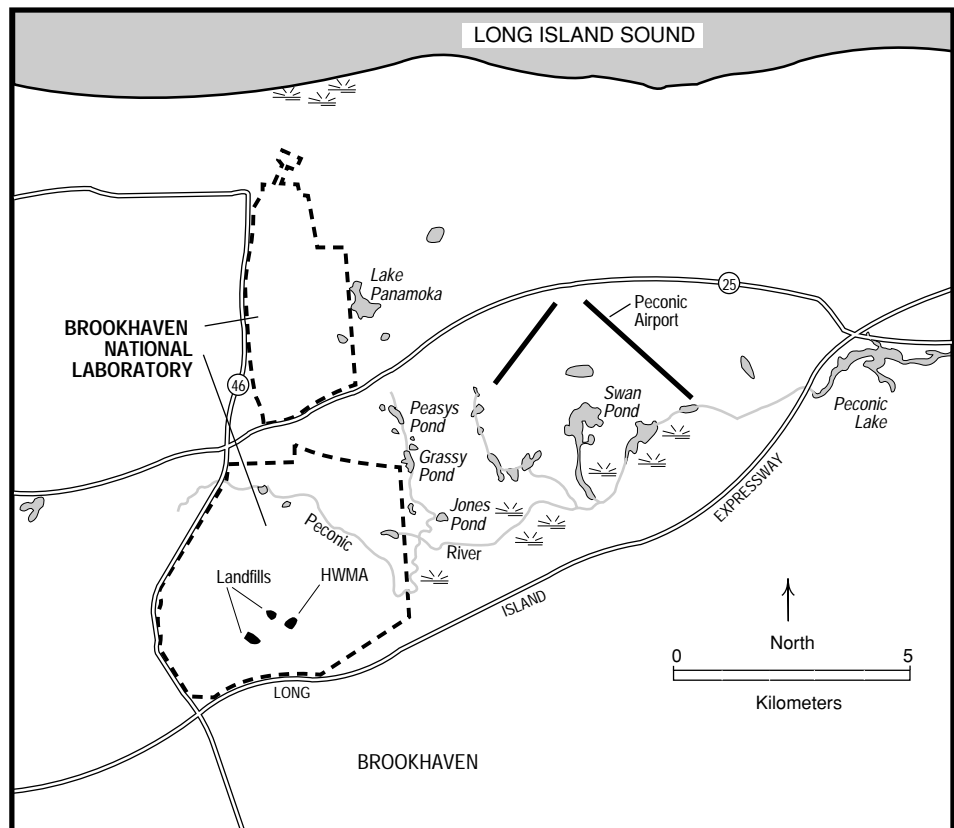 LONG ISLAND SOUND
Lake
Panamoka
25
Peconic
Airport
BROOKHAVEN
NATIONAL
LABORATORY
46
Peasys
Pond
Swan
Pond
Peconic
Lake
Grassy
Pond
Jones
Pond
Peconic
River
EXPRESSWAY
Landfills
HWMA
ISLAND
North
LONG
0 5
Kilometers
BROOKHAVEN